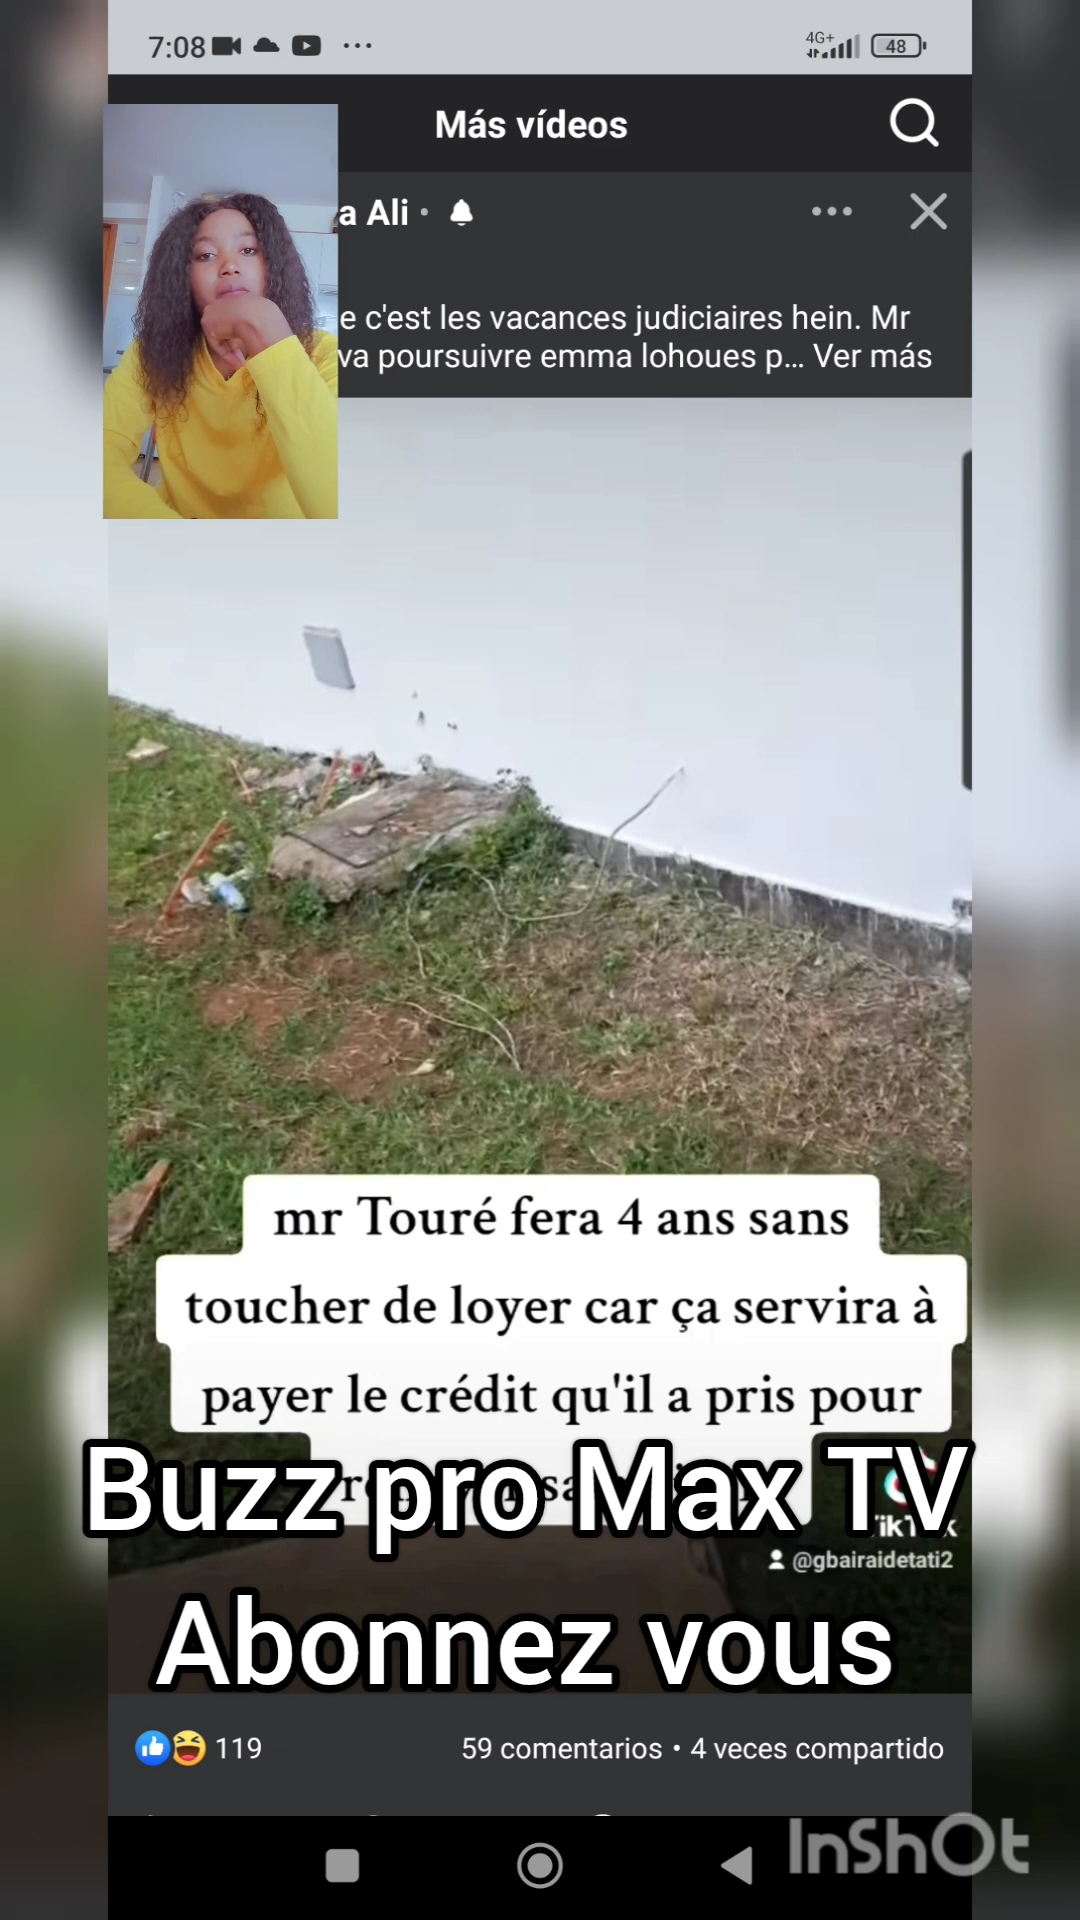 7:08
4G+
48
Más vídeos
a Ali
e c'est les vacances judiciaires hein. Mr
va poursuivre emma lohoues p... Ver más
mr Touré fera 4 ans sans
toucher de loyer car ça servira à
payer le crédit qu'il a pris pour
Buzz pro Max TV
@gbairaidetati2
Abonnez vous
119
59 comentarios • 4 veces compartido
InShOt